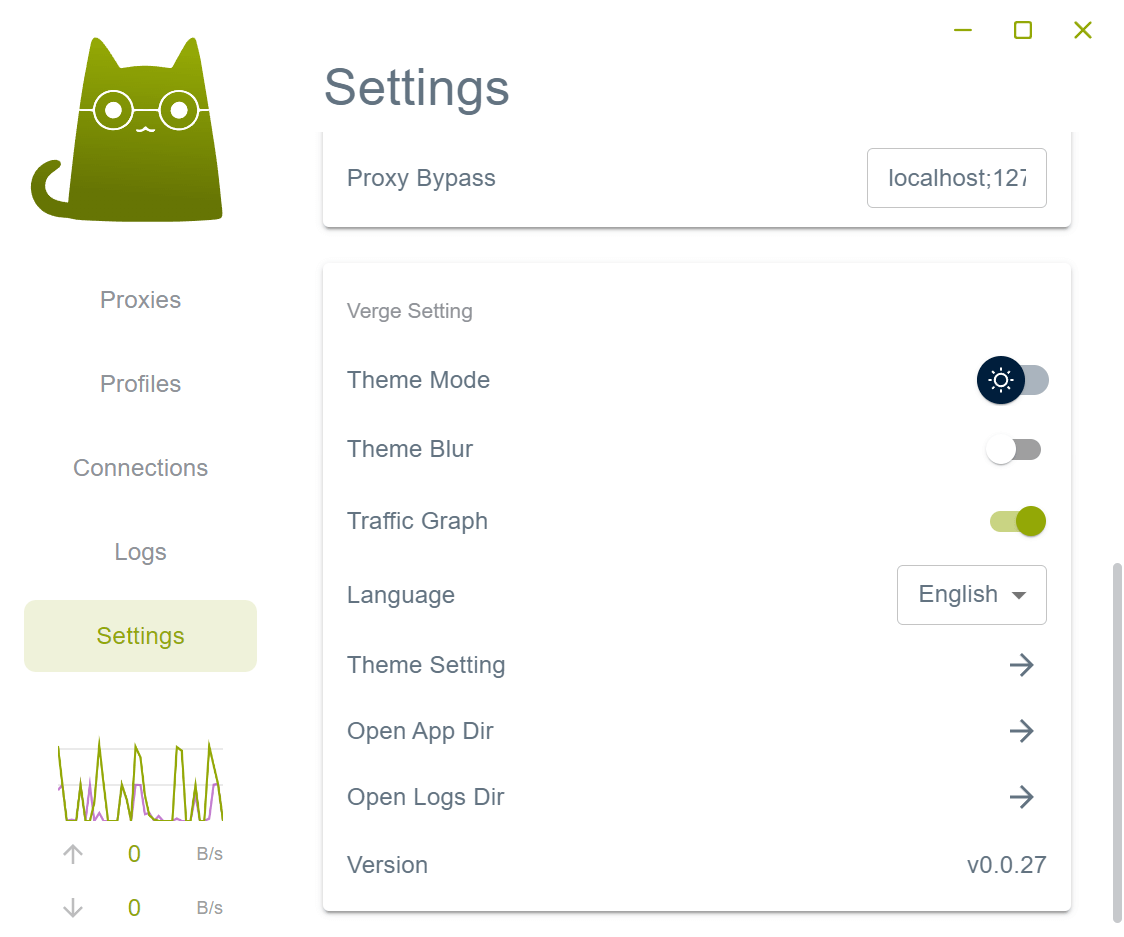 Settings
Proxy Bypass localhost;127
Proxies
Profiles
Connections
Logs
Settings
0 B/s
0 B/s
Verge Setting
Theme Mode
Theme Blur
Traffic Graph
Language English
Theme Setting
Open App Dir
Open Logs Dir
Version v0.0.27